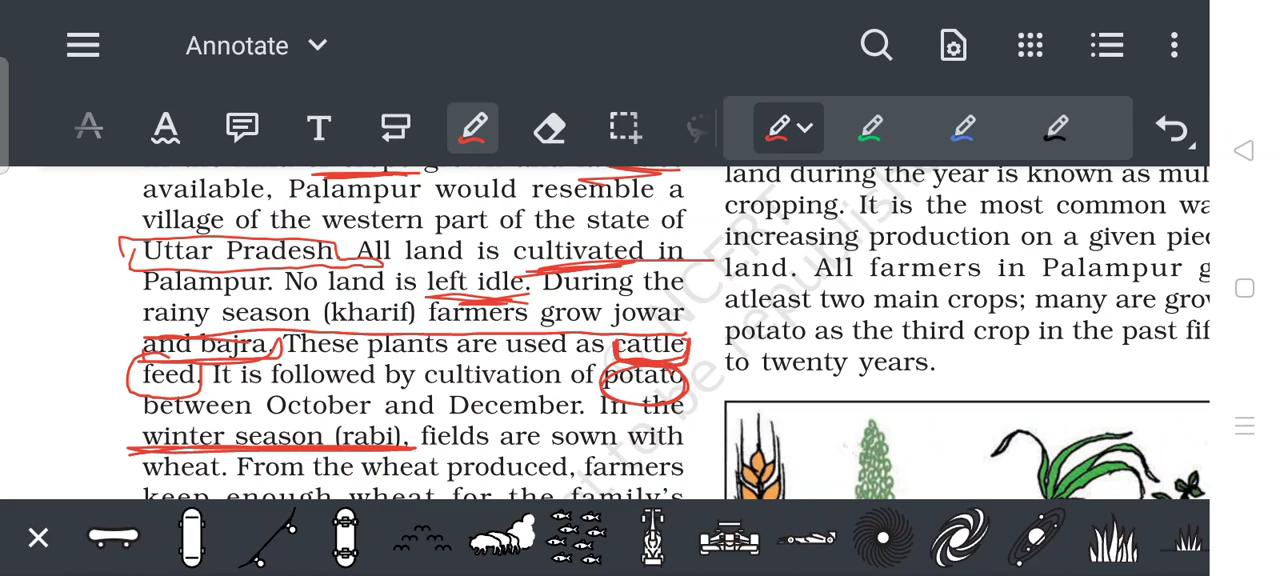 Annotate
available, Palampur would resemble a
village of the western part of the state of
Uttar Pradesh. All land is cultivated in
Palampur. No land is left idle. During the
rainy season (kharif) farmers grow jowar
and bajra. These plants are used as cattle
feed. It is followed by cultivation of potato
between October and December. In the
winter season (rabi), fields are sown with
wheat. From the wheat produced, farmers
keep enough wheat for the family's
land during the year is known as mul
cropping. It is the most common wa
increasing production on a given piec
land. All farmers in Palampur g
atleast two main crops; many are grov
potato as the third crop in the past fif
to twenty years.